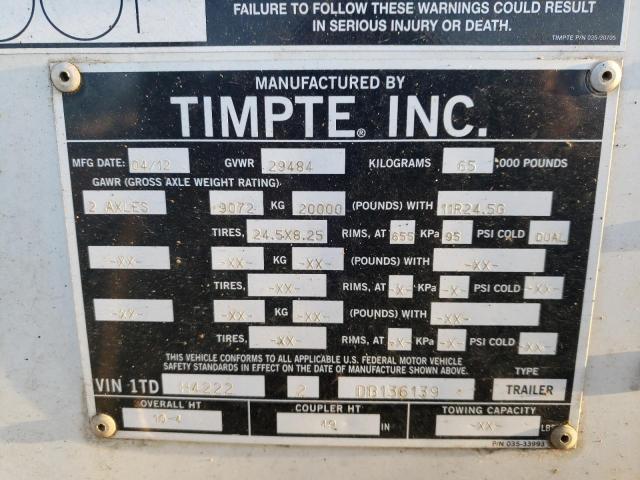 FAILURE TO FOLLOW THESE WARNINGS COULD RESULT
IN SERIOUS INJURY OR DEATH.
TIMPTE P/N 035-30705
MANUFACTURED BY
TIMPTE® INC.
MFG DATE: 04/12 GVWR 29484 KILOGRAMS 65 ,000 POUNDS
GAWR (GROSS AXLE WEIGHT RATING)
2 AXLES 9072 KG 20000 (POUNDS) WITH 11R24.5G
TIRES, 24.5X8.25 RIMS, AT 655 KPa 95 PSI COLD DUAL
-XX- -XX- KG -XX- (POUNDS) WITH -XX-
TIRES, -XX- RIMS, AT -X- KPa -X- PSI COLD -XX-
-XX- -XX- KG -XX- (POUNDS) WITH -XX-
TIRES, -XX- RIMS, AT -X- KPa -X- PSI COLD -XX-
THIS VEHICLE CONFORMS TO ALL APPLICABLE U.S. FEDERAL MOTOR VEHICLE
SAFETY STANDARDS IN EFFECT ON THE DATE OF MANUFACTURE SHOWN ABOVE. TYPE
VIN 1TD H4222 2 DB136139 TRAILER
OVERALL HT COUPLER HT TOWING CAPACITY
10-4 49 IN -XX- LBS
P/N 035-33993